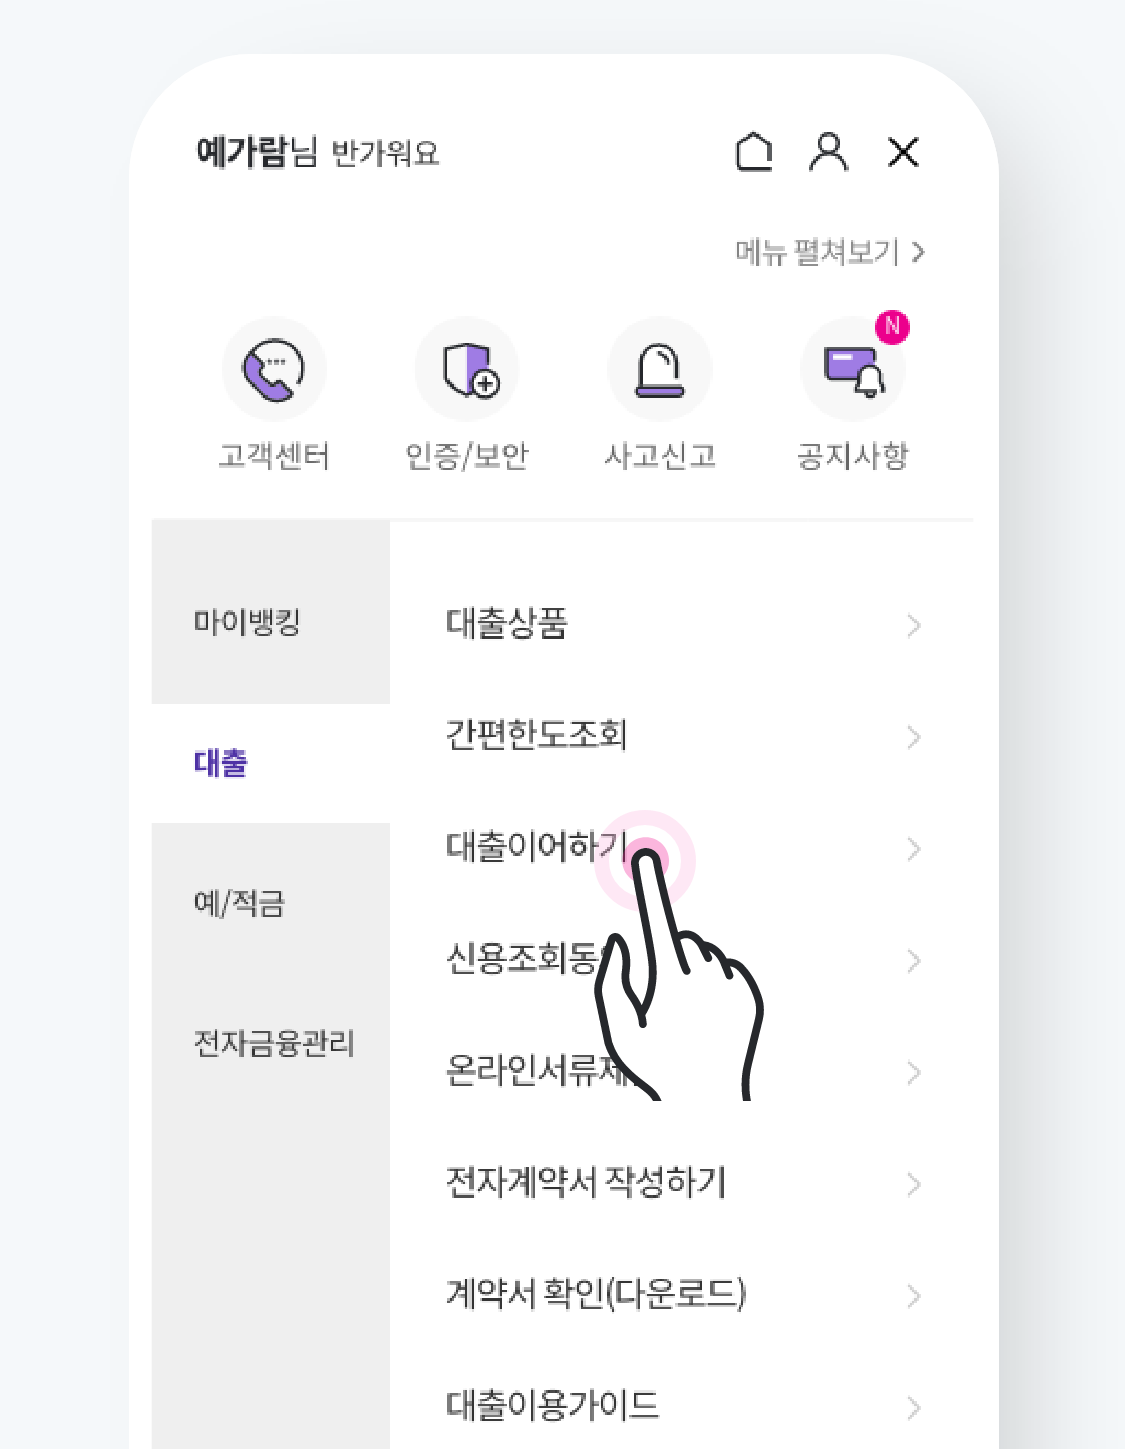 예가람님 반가워요
메뉴 펼쳐보기
N
고객센터 인증/보안 사고신고 공지사항
마이뱅킹
대출
예/적금
전자금융관리
대출상품
간편한도조회
대출이어하기
신용조회동
온라인서류제
전자계약서 작성하기
계약서 확인(다운로드)
대출이용가이드